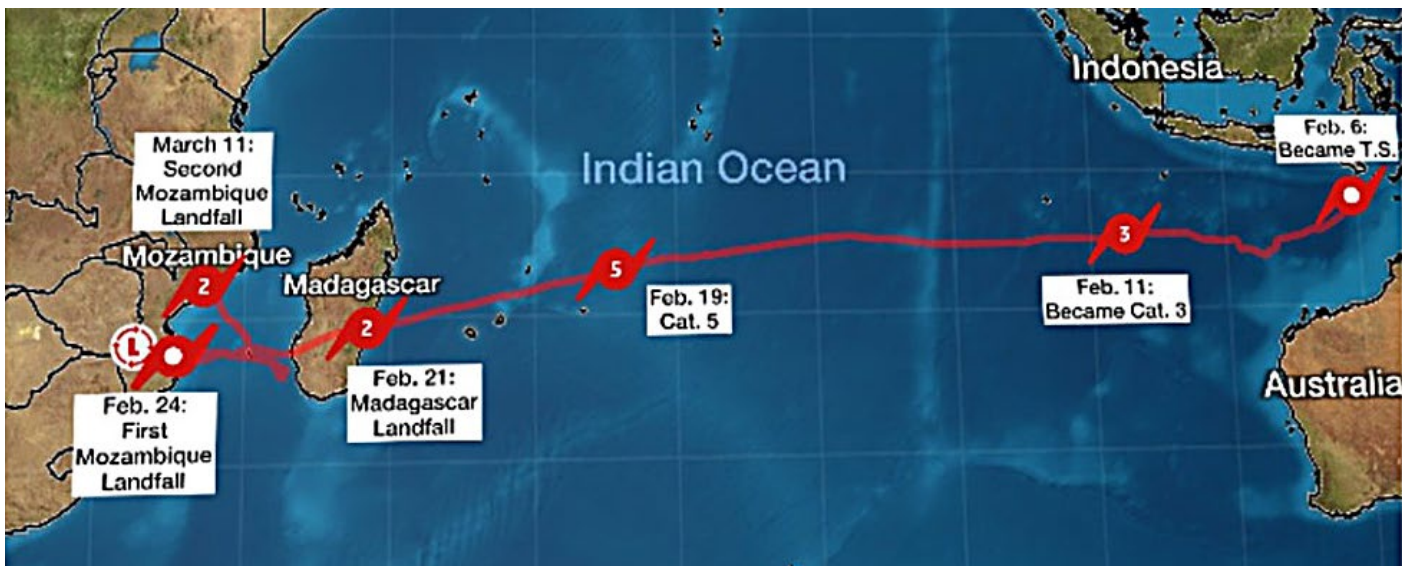 Indonesia
Feb. 6:
Became T.S.
March 11:
Second
Mozambique
Landfall
Indian Ocean
3
Mozambique
2
Madagascar
5
Feb. 19:
Cat. 5
Feb. 11:
Became Cat. 3
2
L
Feb. 21:
Madagascar
Landfall
Australia
Feb. 24:
First
Mozambique
Landfall